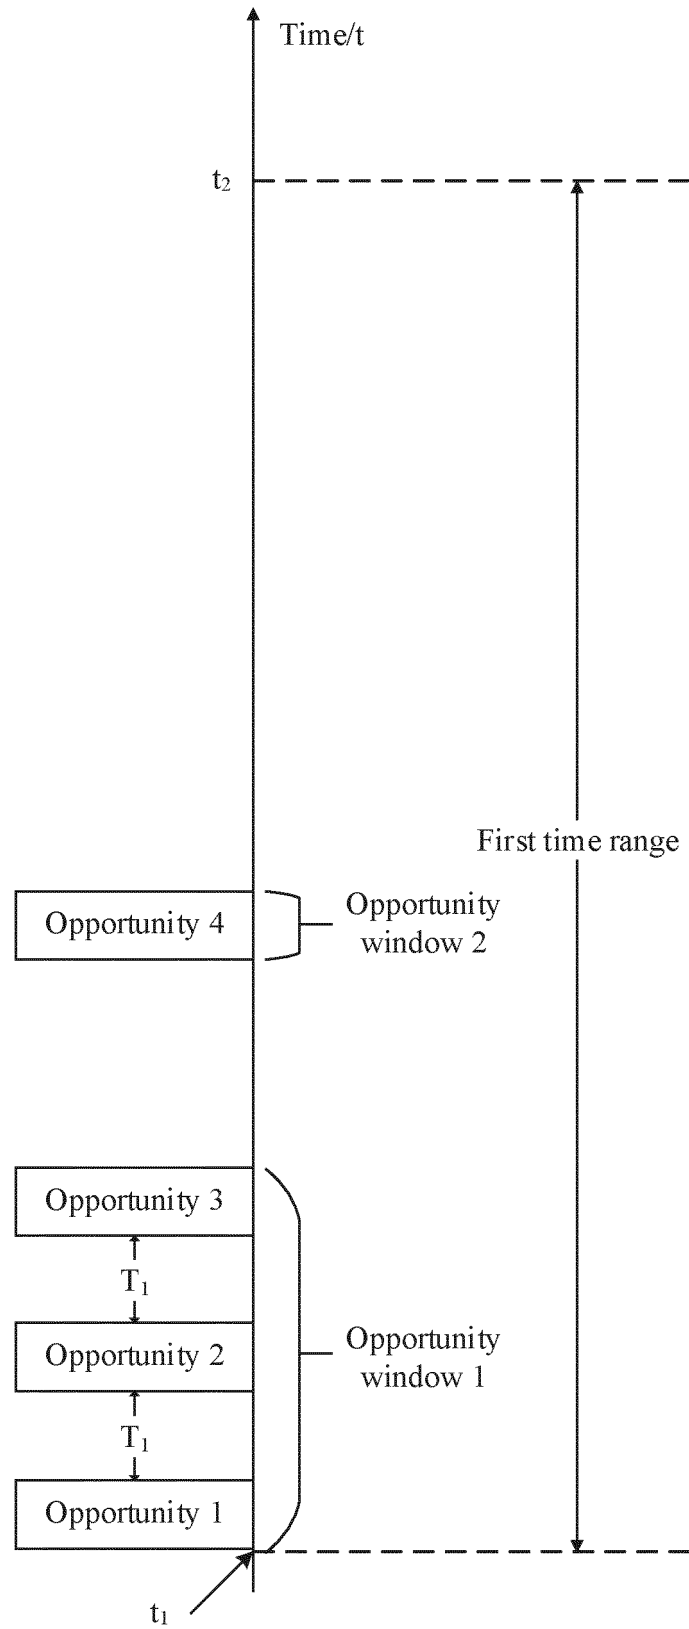 Time/t
t₂
First time range
Opportunity 4
Opportunity
window 2
Opportunity 3
T₁
Opportunity 2
Opportunity
window 1
T₁
Opportunity 1
t₁